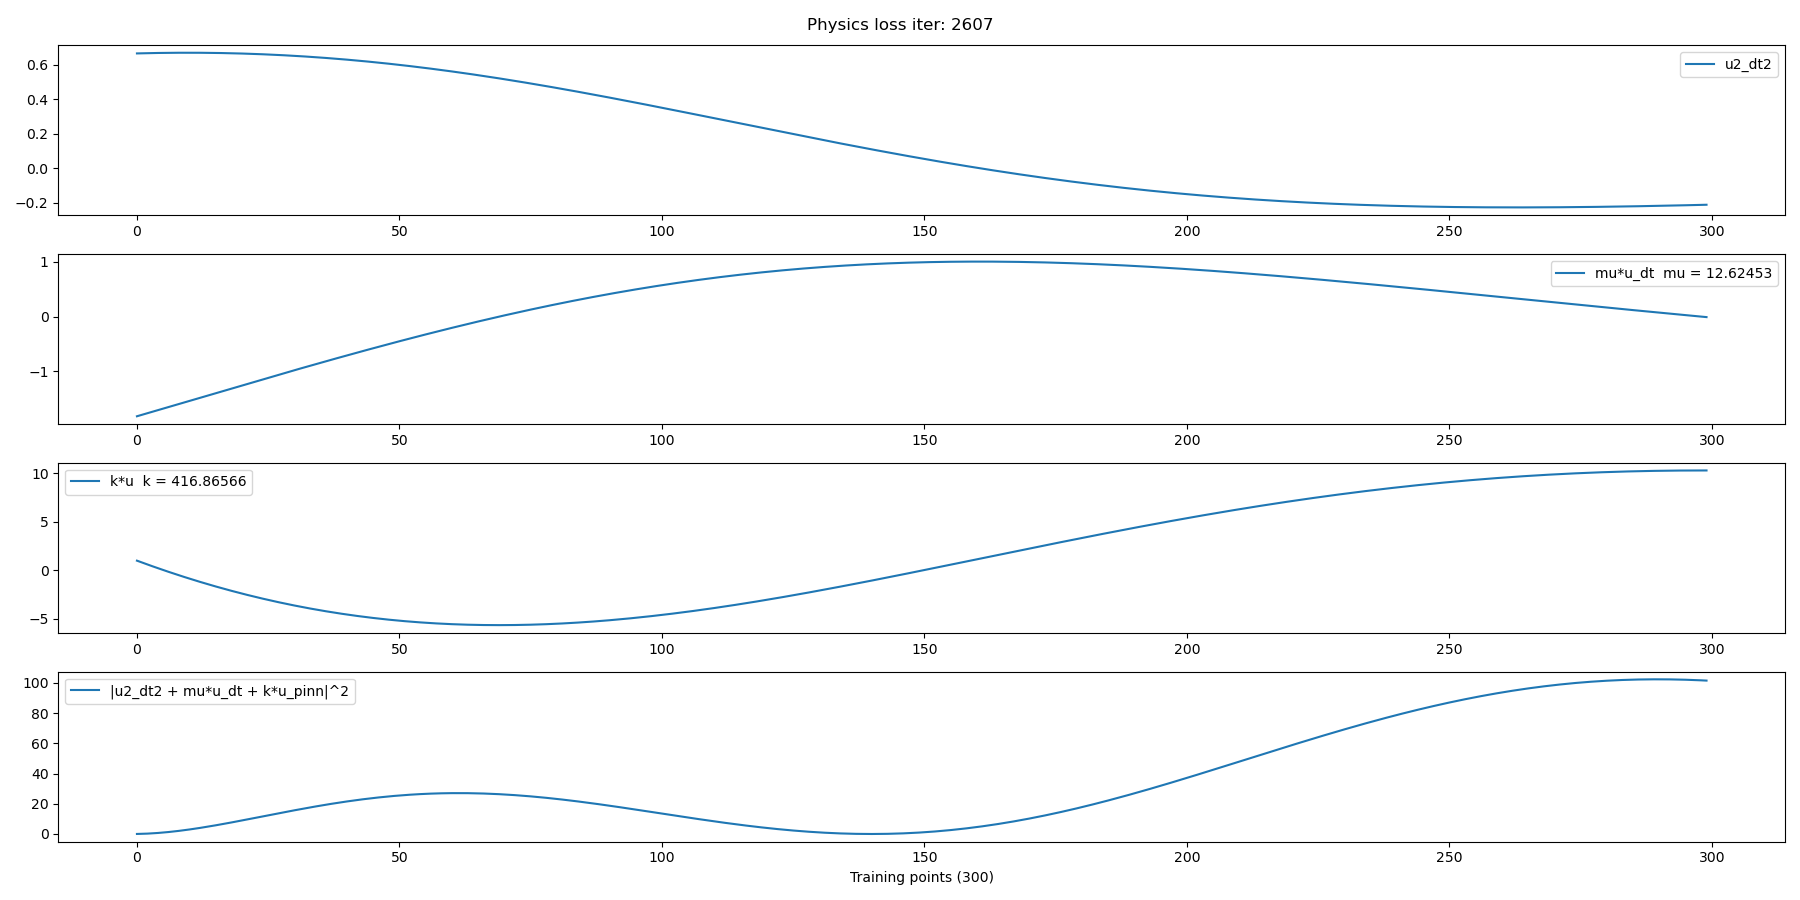 Physics loss iter: 2607
0.6
0.4
0.2
0.0
−0.2
u2_dt2
0 50 100 150 200 250 300
1
0
−1
mu*u_dt  mu = 12.62453
0 50 100 150 200 250 300
10
5
0
−5
k*u  k = 416.86566
0 50 100 150 200 250 300
100
80
60
40
20
0
|u2_dt2 + mu*u_dt + k*u_pinn|^2
0 50 100 150 200 250 300
Training points (300)